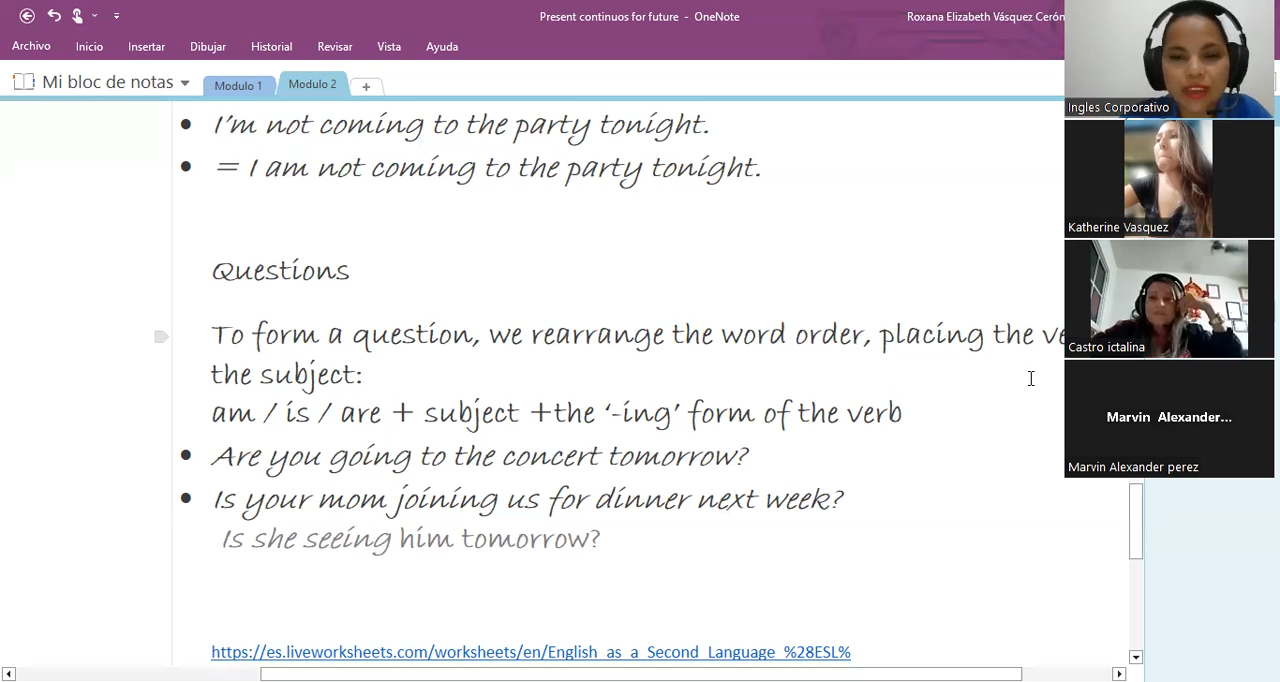 Present continuos for future - OneNote
Roxana Elizabeth Vásquez Cerón
Archivo Inicio Insertar Dibujar Historial Revisar Vista Ayuda
Mi bloc de notas Modulo 1 Modulo 2 +
I'm not coming to the party tonight.
= I am not coming to the party tonight.
Questions
To form a question, we rearrange the word order, placing the
the subject:
am / is / are + subject +the ‘-ing’ form of the verb
Are you going to the concert tomorrow?
Is your mom joining us for dinner next week?
Is she seeing him tomorrow?
https://es.liveworksheets.com/worksheets/en/English_as_a_Second_Language_%28ESL%
Ingles Corporativo
Katherine Vasquez
Castro ictalina
Marvin Alexander...
Marvin Alexander perez